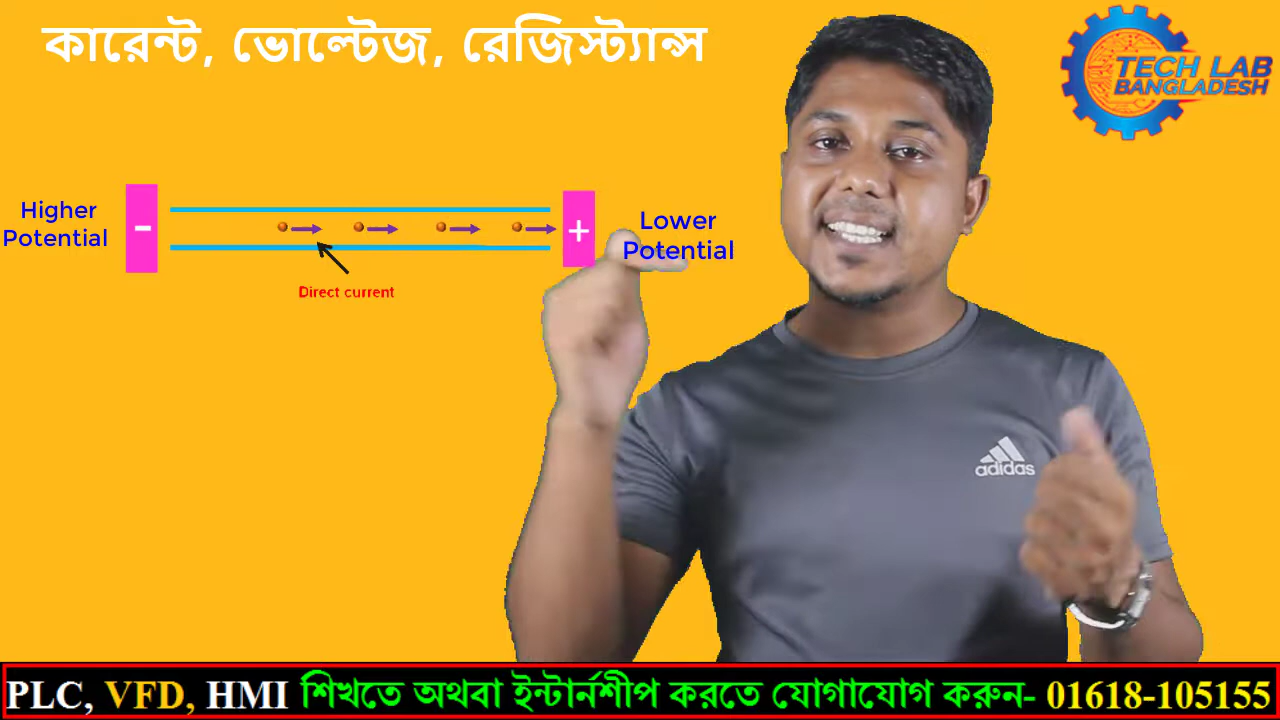 কারেন্ট, ভোল্টেজ, রেজিস্ট্যান্স
TECH LAB
BANGLADESH
Higher
Potential
-
+
Lower
Potential
Direct current
adidas
PLC, VFD, HMI শিখতে অথবা ইন্টার্নশীপ করতে যোগাযোগ করুন- 01618-105155